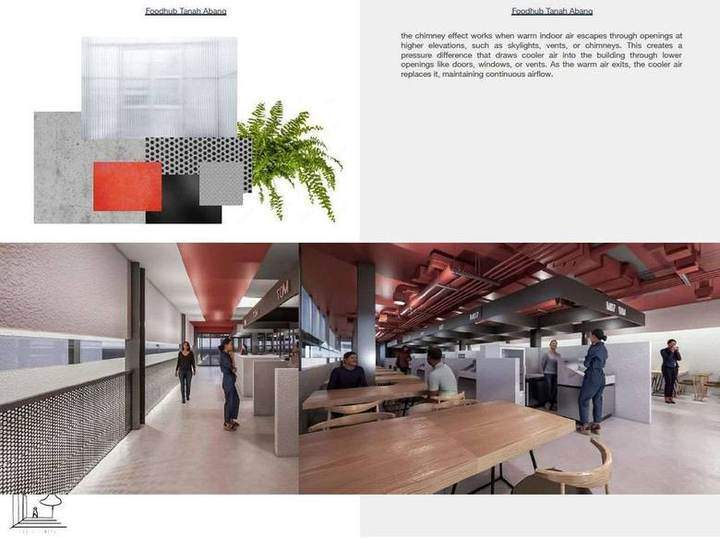 Foodhub Tanah Abang
Foodhub Tanah Abang
the chimney effect works when warm indoor air escapes through openings at
higher elevations, such as skylights, vents, or chimneys. This creates a
pressure difference that draws cooler air into the building through lower
openings like doors, windows, or vents. As the warm air exits, the cooler air
replaces it, maintaining continuous airflow.